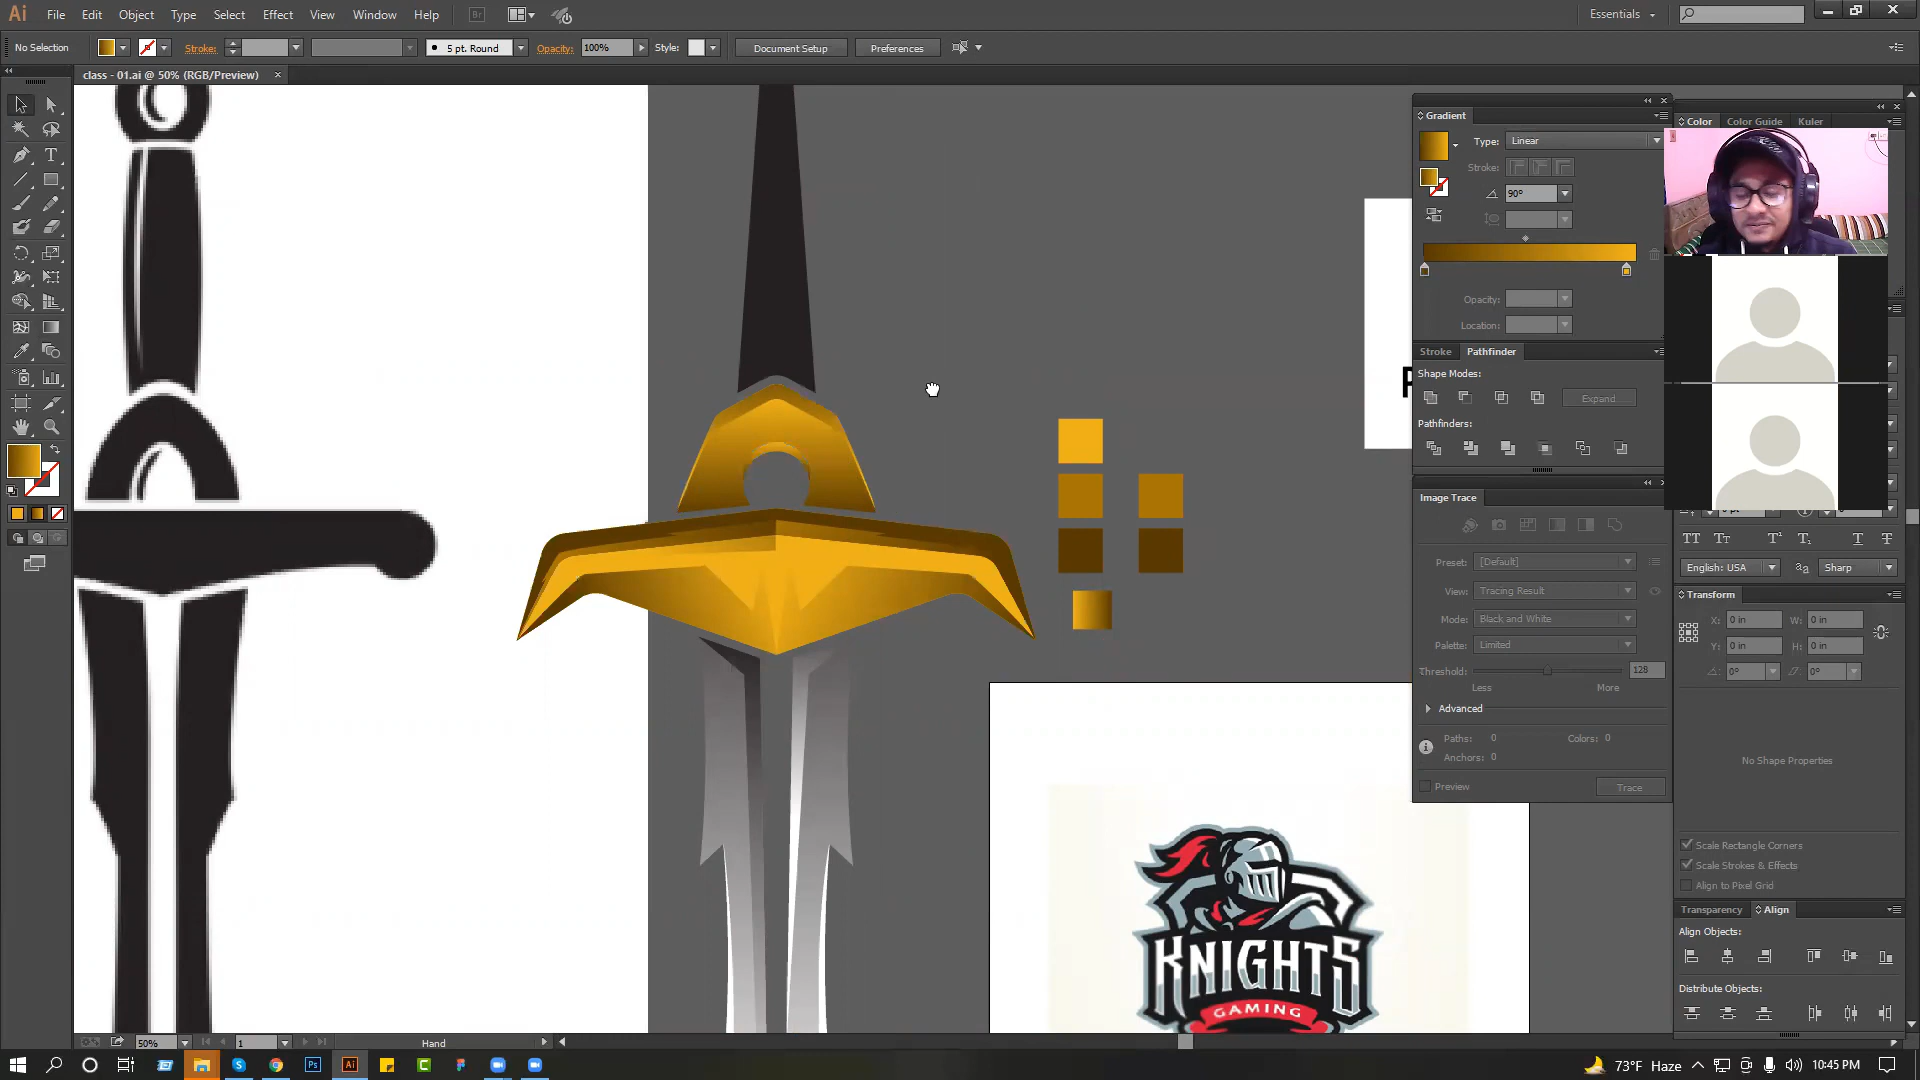 Ai File Edit Object Type Select Effect View Window Help Br Essentials
No Selection Stroke: 5 pt. Round Opacity: 100% Style: Document Setup Preferences
class - 01.ai @ 50% (RGB/Preview)
Gradient
Type: Linear
Stroke:
90°
Opacity:
Location:
Color Color Guide Kuler
Stroke Pathfinder
Shape Modes:
Expand
Pathfinders:
Image Trace
Preset: [Default]
View: Tracing Result
Mode: Black and White
Palette: Limited
Threshold: 128
Less More
Advanced
Paths: 0 Colors: 0
Anchors: 0
Preview Trace
English: USA Sharp
Transform
X: 0 in W: 0 in
Y: 0 in H: 0 in
0° 0°
No Shape Properties
Scale Rectangle Corners
Scale Strokes & Effects
Align to Pixel Grid
Transparency Align
Align Objects:
Distribute Objects:
KNIGHTS
GAMING
50% 1 Hand
Ps Ai 73°F Haze 10:45 PM